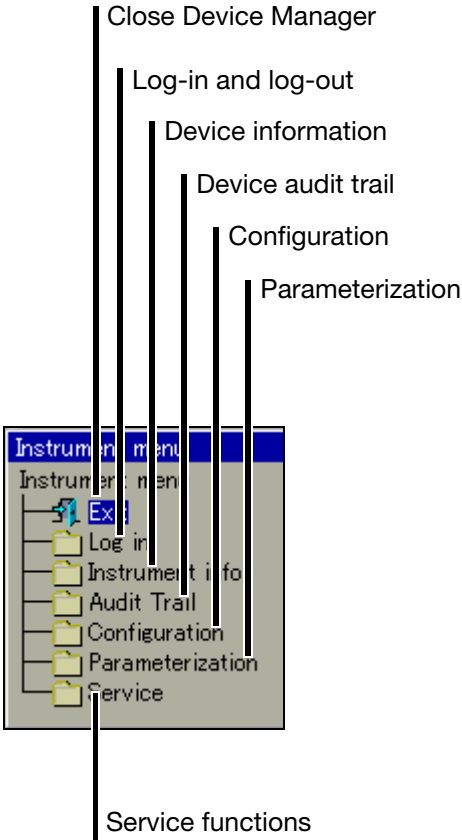 Close Device Manager
Log-in and log-out
Device information
Device audit trail
Configuration
Parameterization
Instrument menu
Instrument menu
Exit
Log in
Instrument info
Audit Trail
Configuration
Parameterization
Service
Service functions